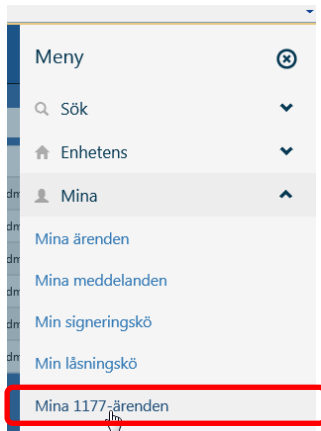 Meny
Sök
Enhetens
Mina
Mina ärenden
Mina meddelanden
Min signeringskö
Min låsningskö
Mina 1177-ärenden